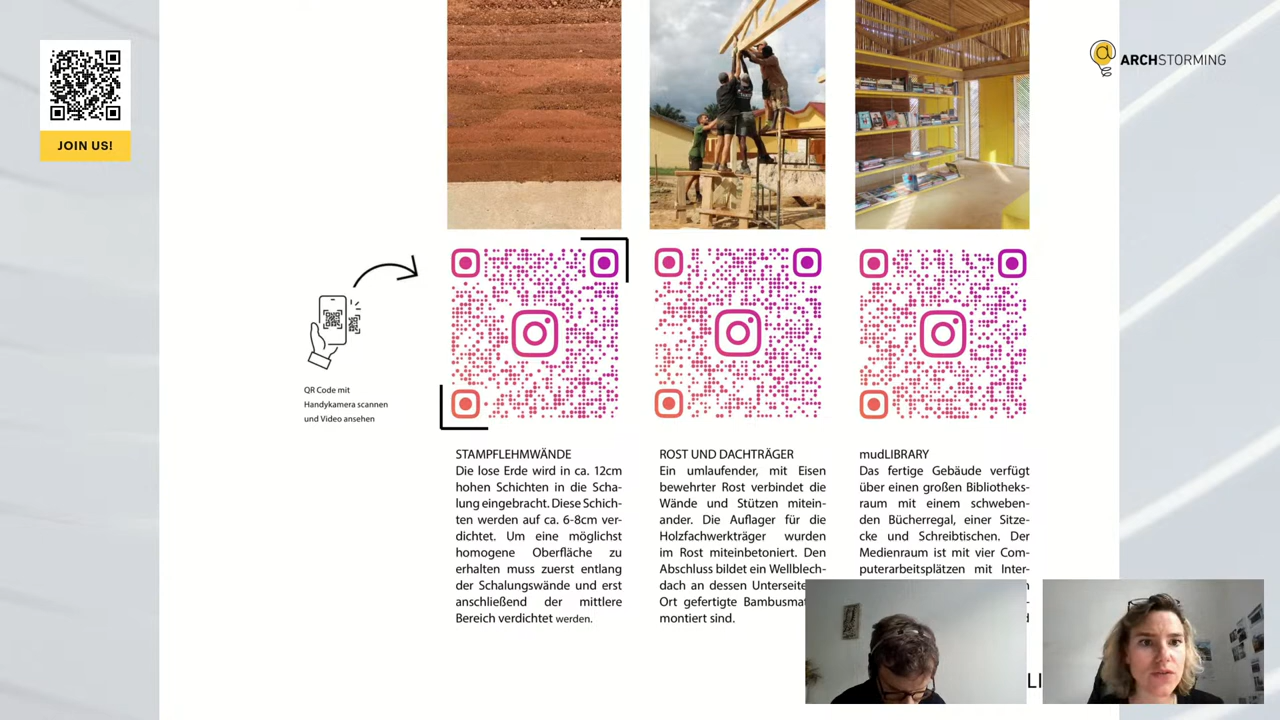 JOIN US!
ARCHSTORMING
QR Code mit
Handykamera scannen
und Video ansehen
STAMPFLEHMWÄNDE
Die lose Erde wird in ca. 12cm
hohen Schichten in die Scha-
lung eingebracht. Diese Schich-
ten werden auf ca. 6-8cm ver-
dichtet. Um eine möglichst
homogene Oberfläche zu
erhalten muss zuerst entlang
der Schalungswände und erst
anschließend der mittlere
Bereich verdichtet werden.
ROST UND DACHTRÄGER
Ein umlaufender, mit Eisen
bewehrter Rost verbindet die
Wände und Stützen mitein-
ander. Die Auflager für die
Holzfachwerkträger wurden
im Rost miteinbetoniert. Den
Abschluss bildet ein Wellblech-
dach an dessen Unterseite
Ort gefertigte Bambusmat
montiert sind.
mudLIBRARY
Das fertige Gebäude verfügt
über einen großen Bibliotheks-
raum mit einem schweben-
den Bücherregal, einer Sitze-
cke und Schreibtischen. Der
Medienraum ist mit vier Com-
puterarbeitsplätzen mit Inter-
LI